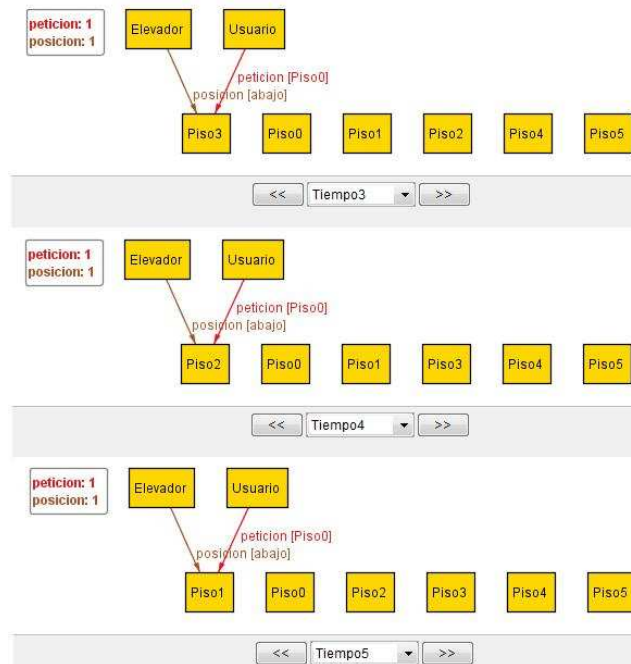 peticion: 1
posicion: 1
Elevador
Usuario
peticion [Piso0]
posicion [abajo]
Piso3 Piso0 Piso1 Piso2 Piso4 Piso5
<< Tiempo3 >>
peticion: 1
posicion: 1
Elevador
Usuario
peticion [Piso0]
posicion [abajo]
Piso2 Piso0 Piso1 Piso3 Piso4 Piso5
<< Tiempo4 >>
peticion: 1
posicion: 1
Elevador
Usuario
peticion [Piso0]
posicion [abajo]
Piso1 Piso0 Piso2 Piso3 Piso4 Piso5
<< Tiempo5 >>